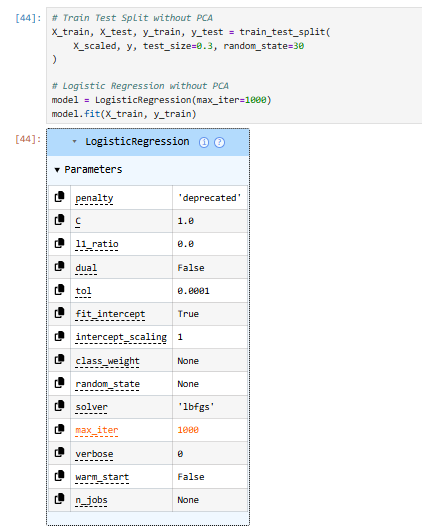 [44]: # Train Test Split without PCA
X_train, X_test, y_train, y_test = train_test_split(
    X_scaled, y, test_size=0.3, random_state=30
)
# Logistic Regression without PCA
model = LogisticRegression(max_iter=1000)
model.fit(X_train, y_train)
[44]: ▾ LogisticRegression i ?
▾ Parameters
penalty 'deprecated'
C 1.0
l1_ratio 0.0
dual False
tol 0.0001
fit_intercept True
intercept_scaling 1
class_weight None
random_state None
solver 'lbfgs'
max_iter 1000
verbose 0
warm_start False
n_jobs None